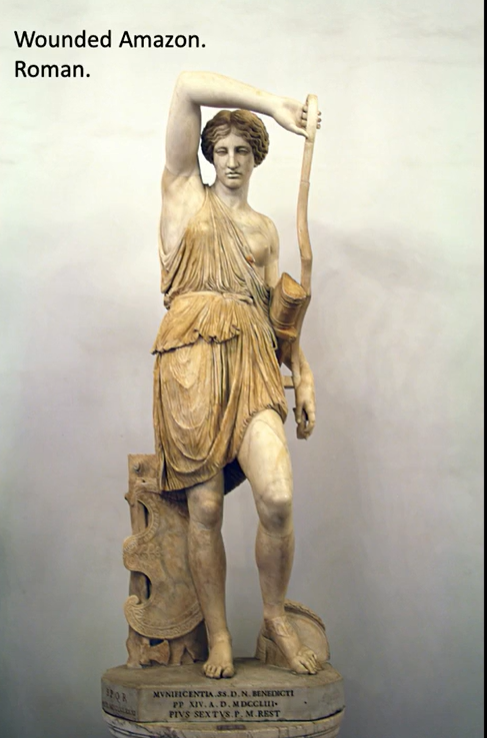 Wounded Amazon.
Roman.
MVNIFICENTIA .SS. D. N. BENEDICTI
PP XIV. A. D. MDCCLIII•
PIVS SEXTVS. P. M. REST